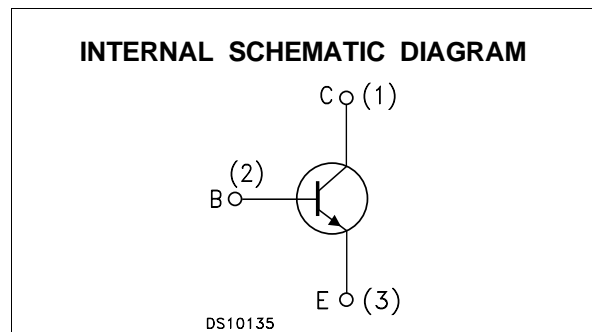 INTERNAL SCHEMATIC DIAGRAM
C (1)
(2)
B
E (3)
DS10135